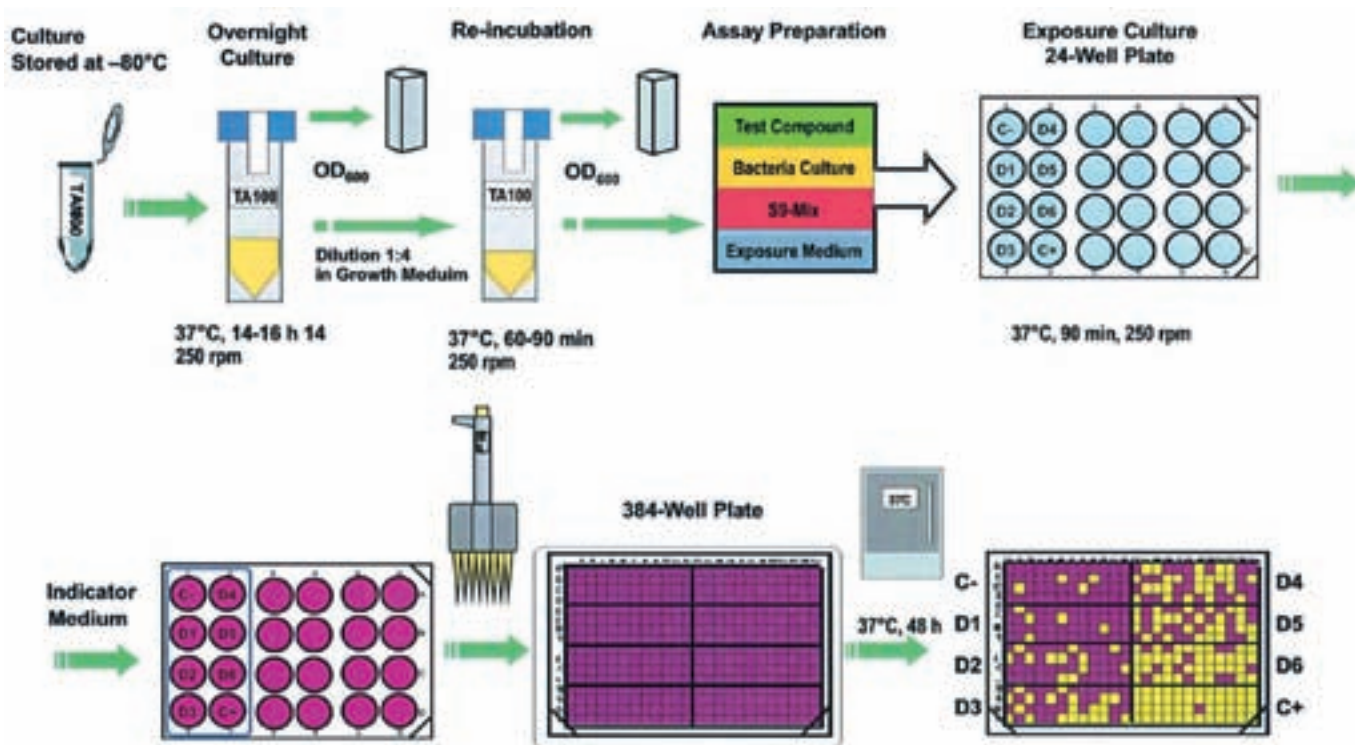 Culture
Stored at –80°C
Overnight
Culture
Re-incubation
Assay Preparation
Exposure Culture
24-Well Plate
TA100
TA100
TA100
OD600
OD600
Dilution 1:4
in Growth Meduim
Test Compound
Bacteria Culture
S9-Mix
Exposure Medium
C- D4
D1 D5
D2 D6
D3 C+
37°C, 14-16 h 14
250 rpm
37°C, 60-90 min
250 rpm
37°C, 90 min, 250 rpm
Indicator
Medium
C- D4
D1 D5
D2 D6
D3 C+
384-Well Plate
37°C, 48 h
C- D4
D1 D5
D2 D6
D3 C+